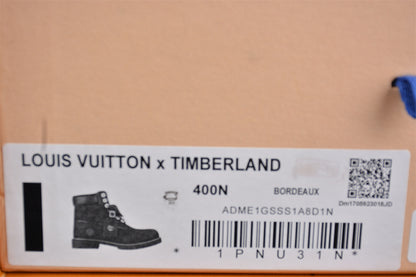 LOUIS VUITTON x TIMBERLAND
400N
BORDEAUX
ADME1GSSS1A8D1N
*1PNU31N*